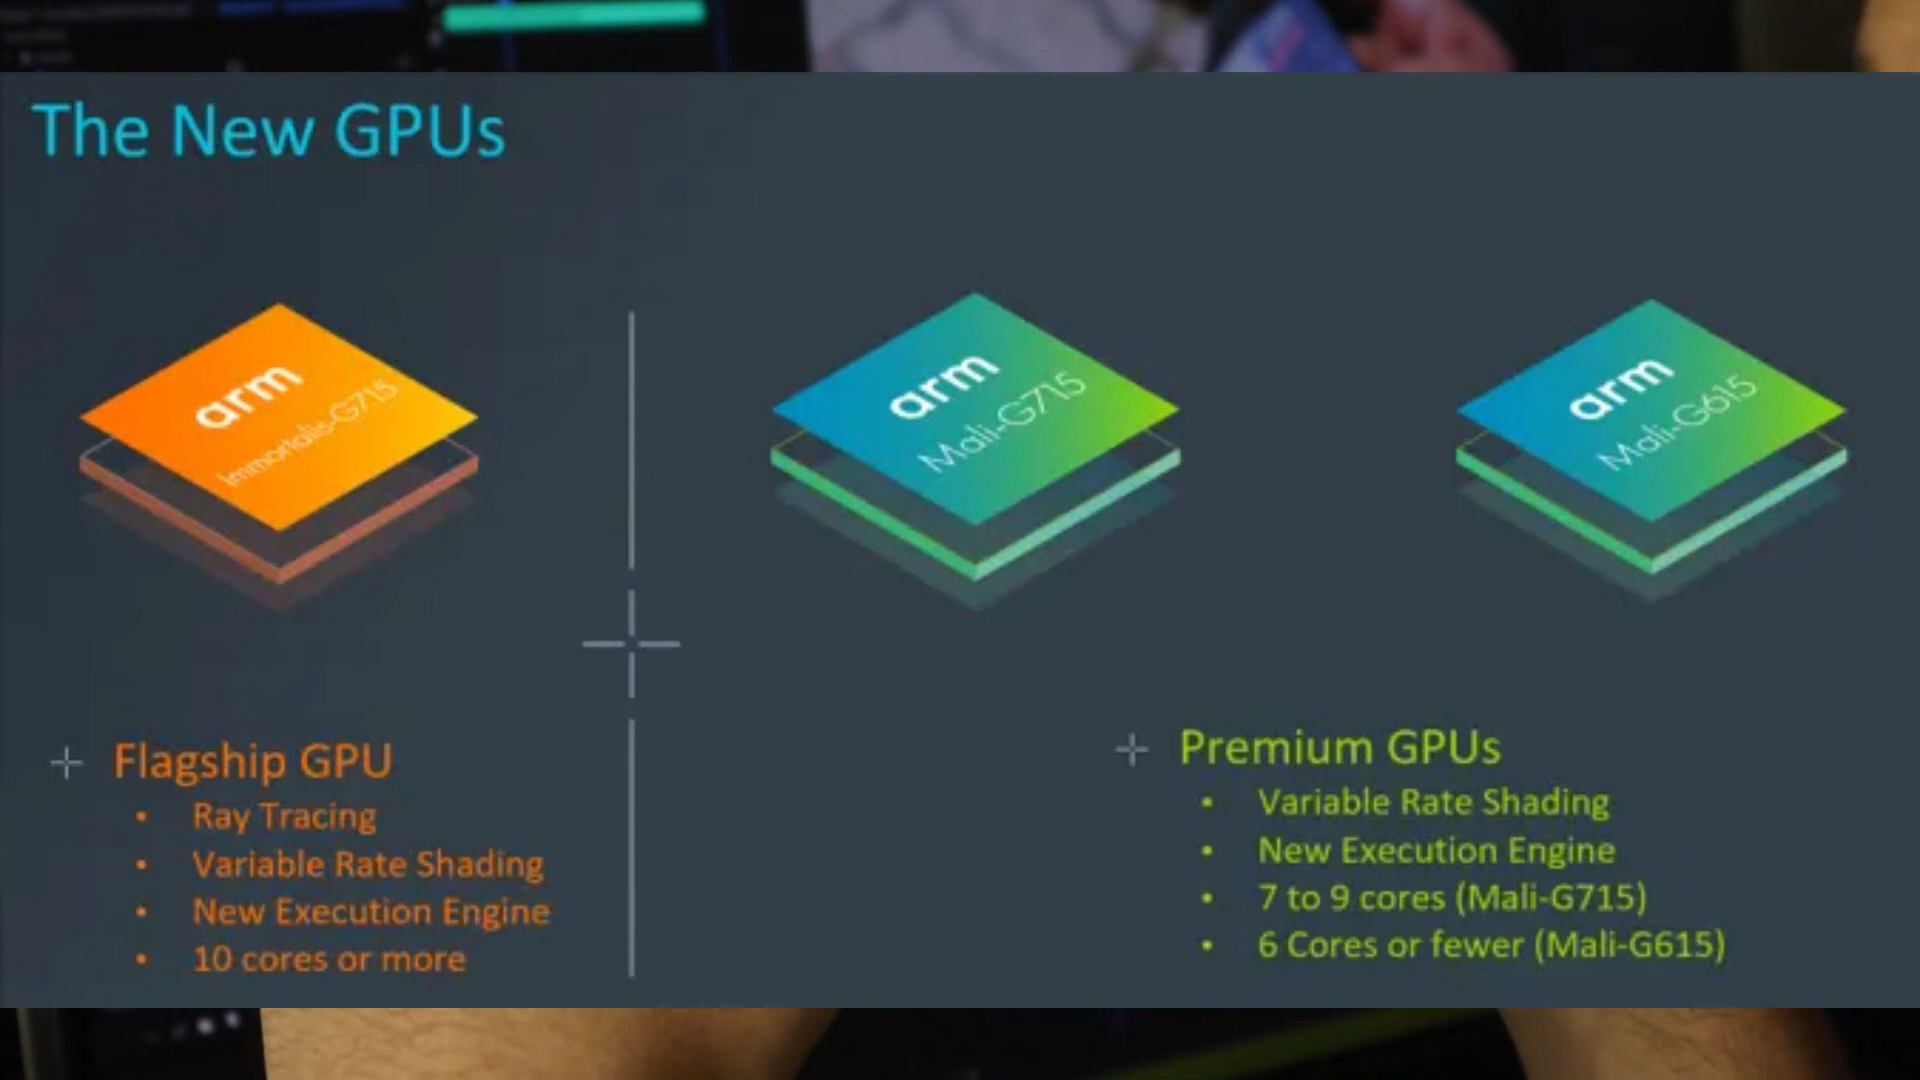 The New GPUs
arm
Immortalis-G715
arm
Mali-G715
arm
Mali-G615
Flagship GPU
• Ray Tracing
• Variable Rate Shading
• New Execution Engine
• 10 cores or more
Premium GPUs
• Variable Rate Shading
• New Execution Engine
• 7 to 9 cores (Mali-G715)
• 6 Cores or fewer (Mali-G615)